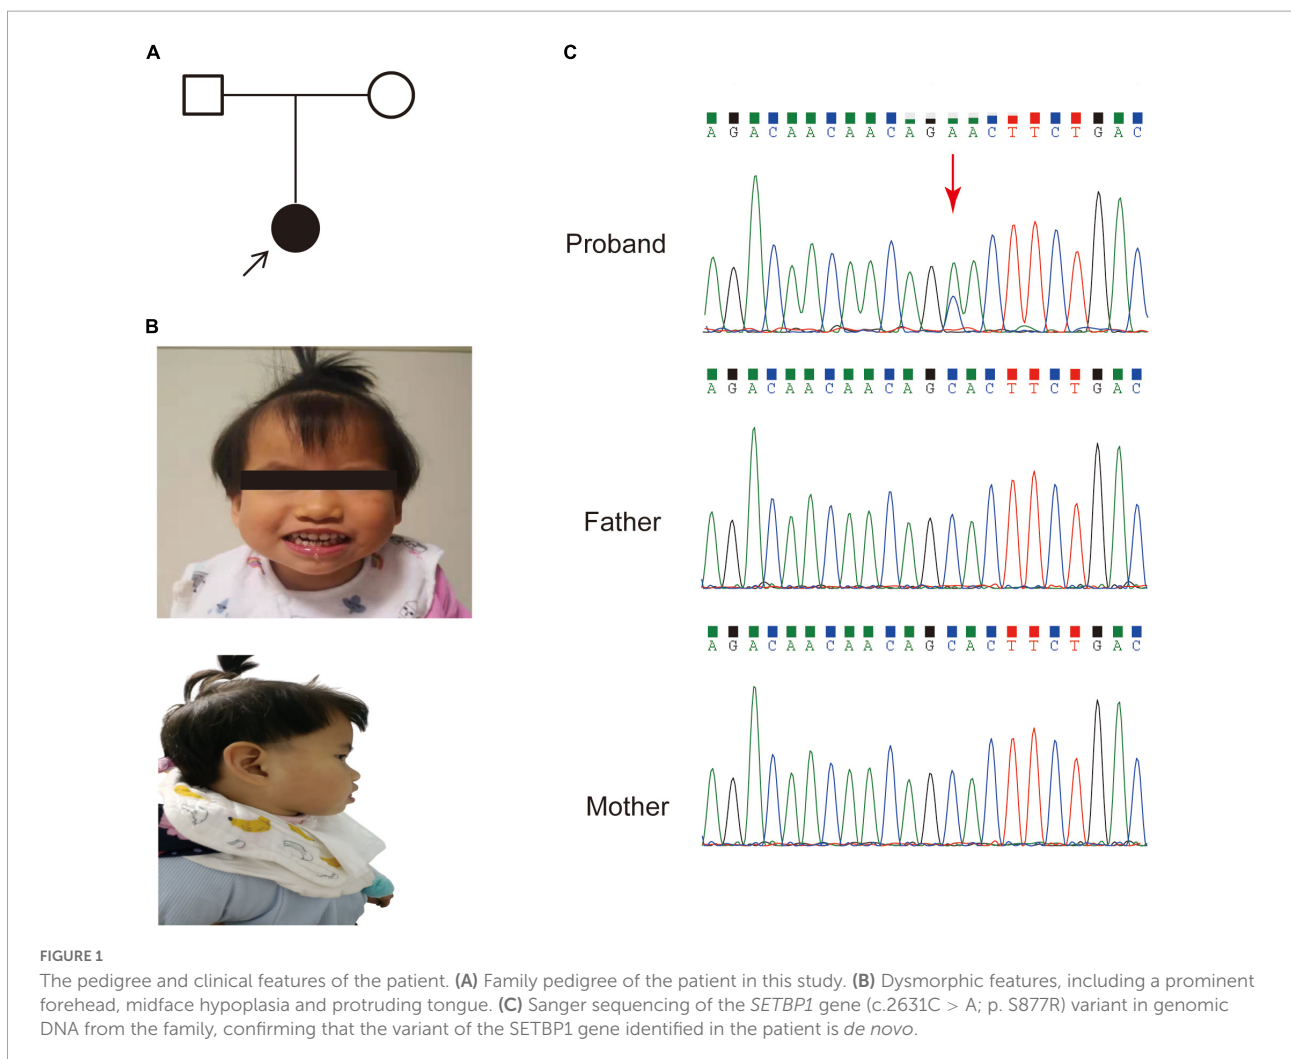 A
B
C
A G A C A A C A A C A G A A C T T C T G A C
Proband
A G A C A A C A A C A G C A C T T C T G A C
Father
A G A C A A C A A C A G C A C T T C T G A C
Mother
FIGURE 1
The pedigree and clinical features of the patient. (A) Family pedigree of the patient in this study. (B) Dysmorphic features, including a prominent
forehead, midface hypoplasia and protruding tongue. (C) Sanger sequencing of the SETBP1 gene (c.2631C > A; p. S877R) variant in genomic
DNA from the family, confirming that the variant of the SETBP1 gene identified in the patient is de novo.